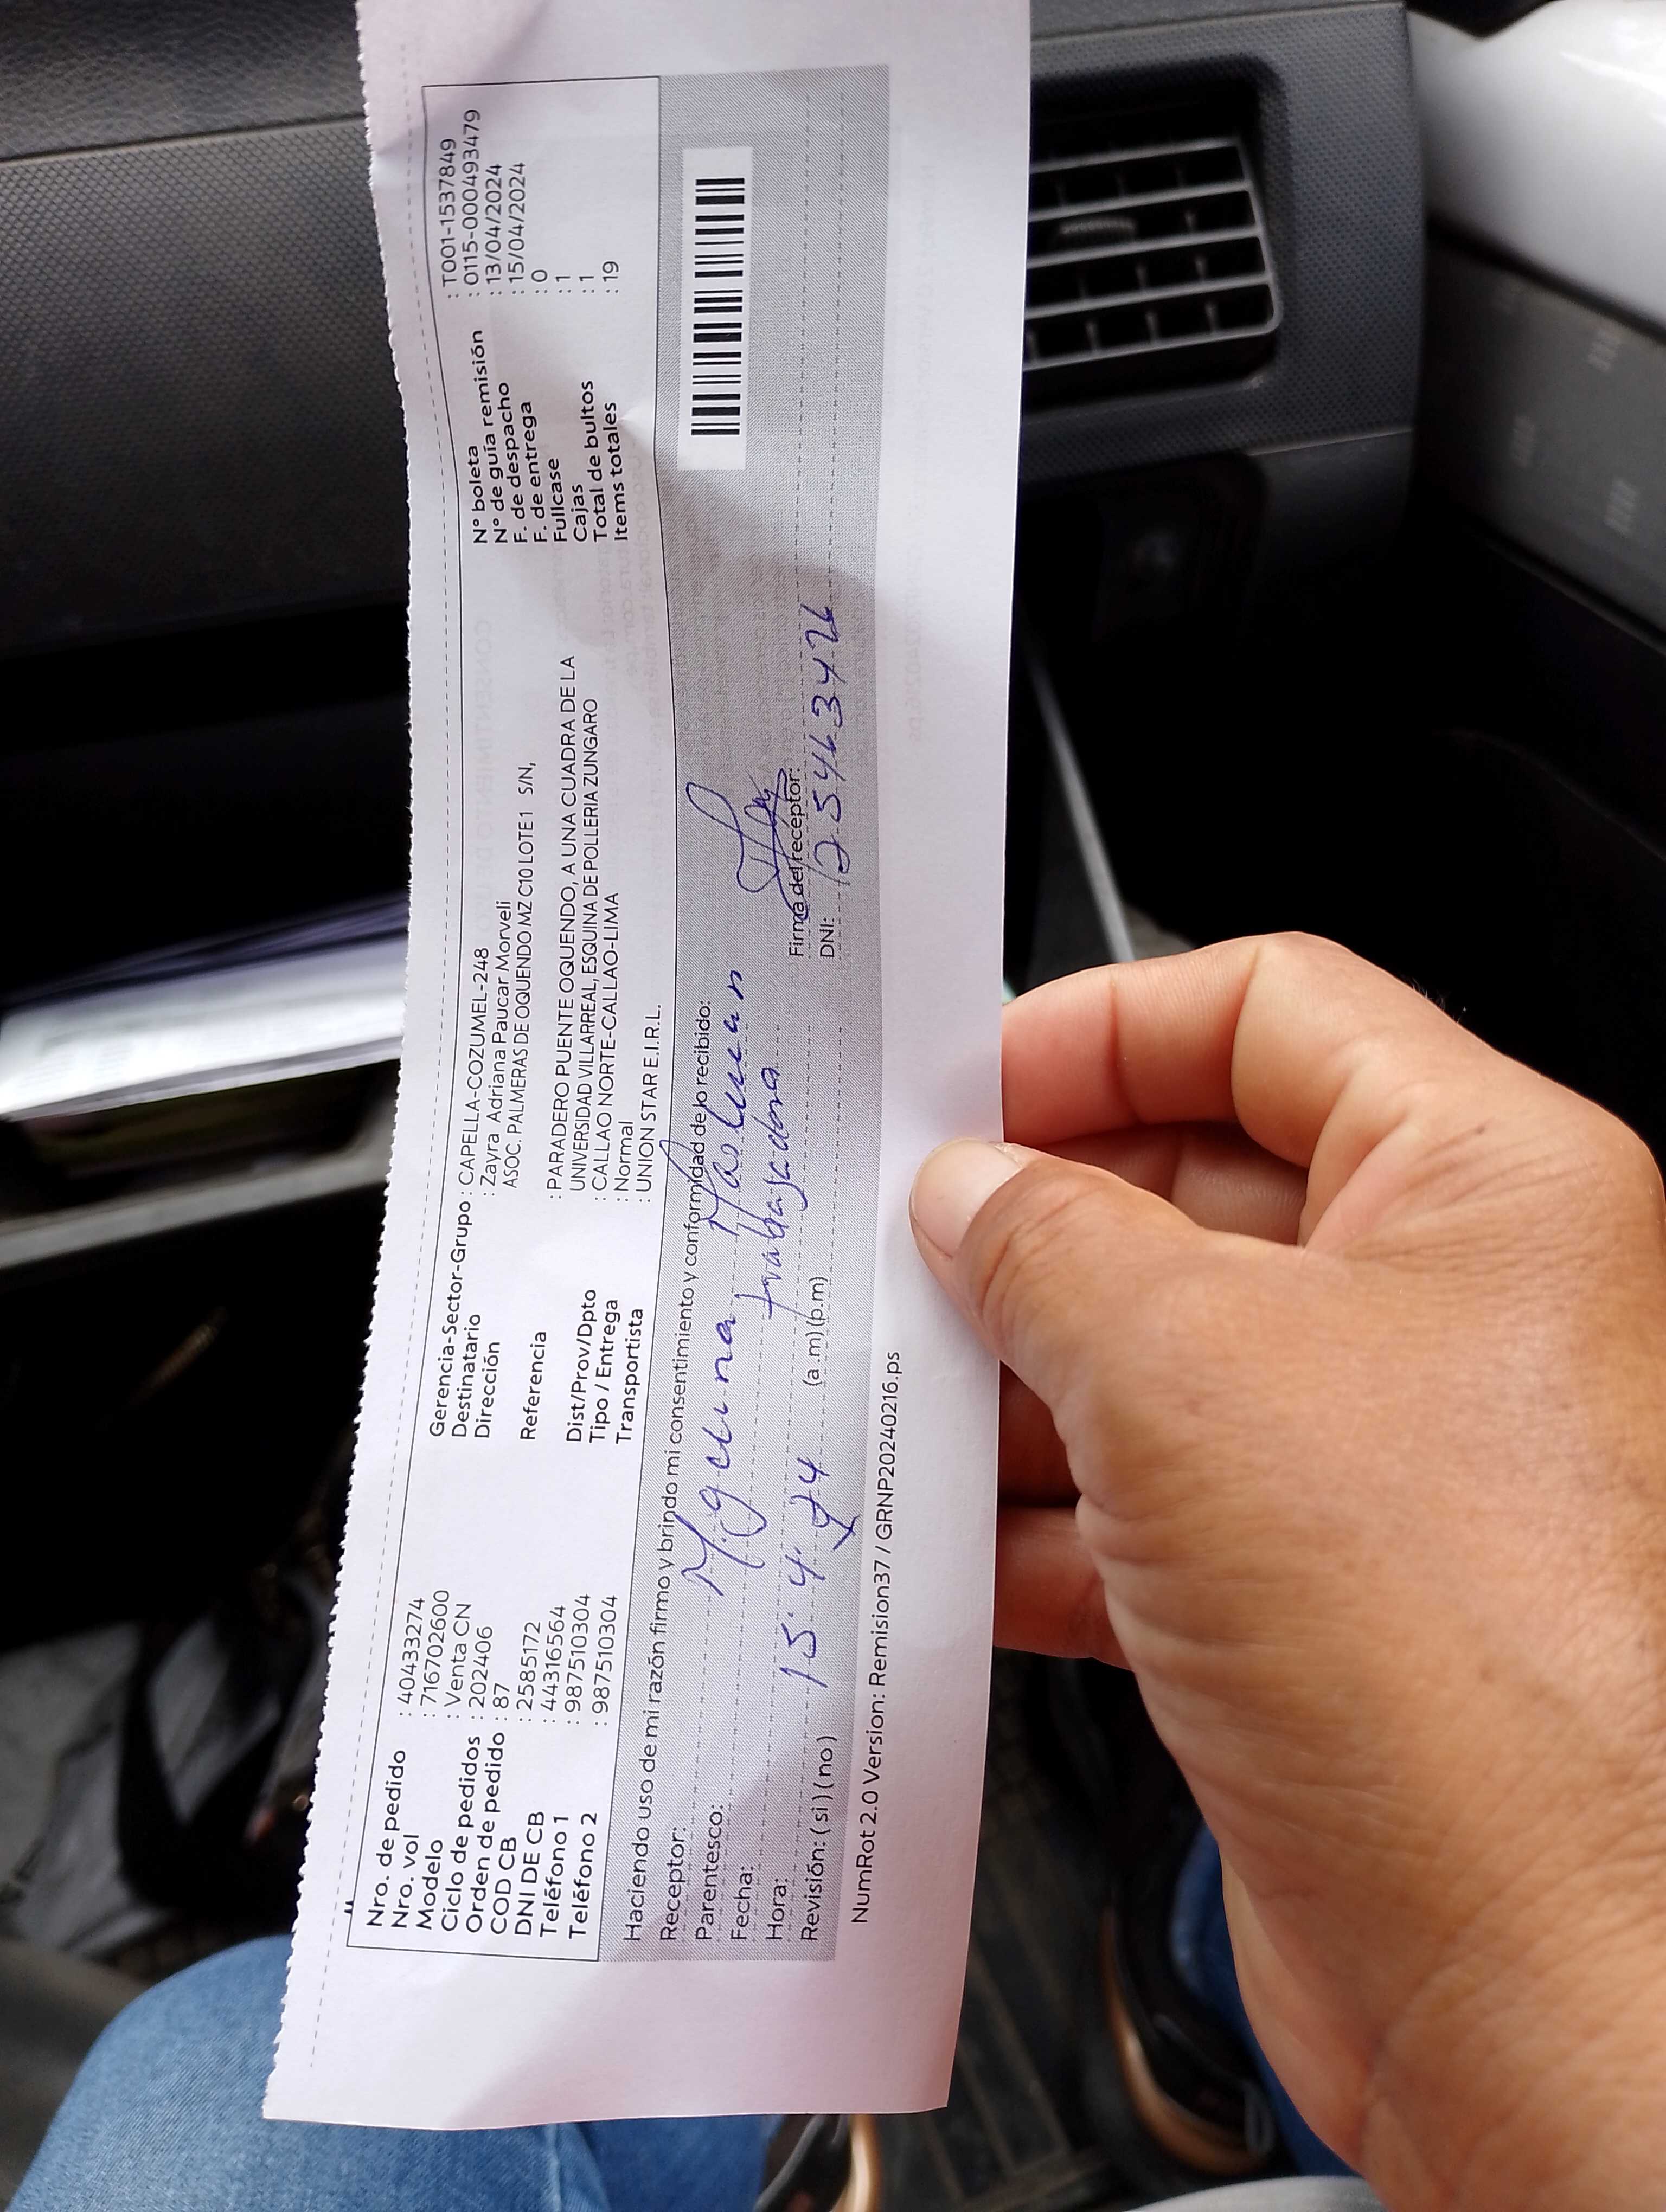 Nro. de pedido : 40433274
Nro. vol : 716702600
Modelo : Venta CN
Ciclo de pedidos : 202406
Orden de pedido : 87
COD CB : 2585172
DNI DE CB : 44316564
Teléfono 1 : 987510304
Teléfono 2 : 987510304
Gerencia-Sector-Grupo : CAPELLA-COZUMEL-248
Destinatario : Zayra Adriana Paucar Morveli
Dirección ASOC. PALMERAS DE OQUENDO MZ C10 LOTE 1 S/N,
Referencia : PARADERO PUENTE OQUENDO, A UNA CUADRA DE LA
UNIVERSIDAD VILLARREAL, ESQUINA DE POLLERIA ZUNGARO
Dist/Prov/Dpto : CALLAO NORTE-CALLAO-LIMA
Tipo / Entrega : Normal
Transportista : UNION STAR E.I.R.L.
N° boleta : T001-1537849
N° de guía remisión : 0115-0000493479
F. de despacho : 13/04/2024
F. de entrega : 15/04/2024
Fullcase : 0
Cajas : 1
Total de bultos : 1
Items totales : 19
Haciendo uso de mi razón firmo y brindo mi consentimiento y conformidad de lo recibido:
Receptor:
Parentesco: trabajadora
Fecha: 15.4.24
Hora: (a.m) (p.m)
Revisión: (si) (no)
Firma del receptor:
DNI: 25463426
NumRot 2.0 Version: Remision37 / GRNP20240216.ps